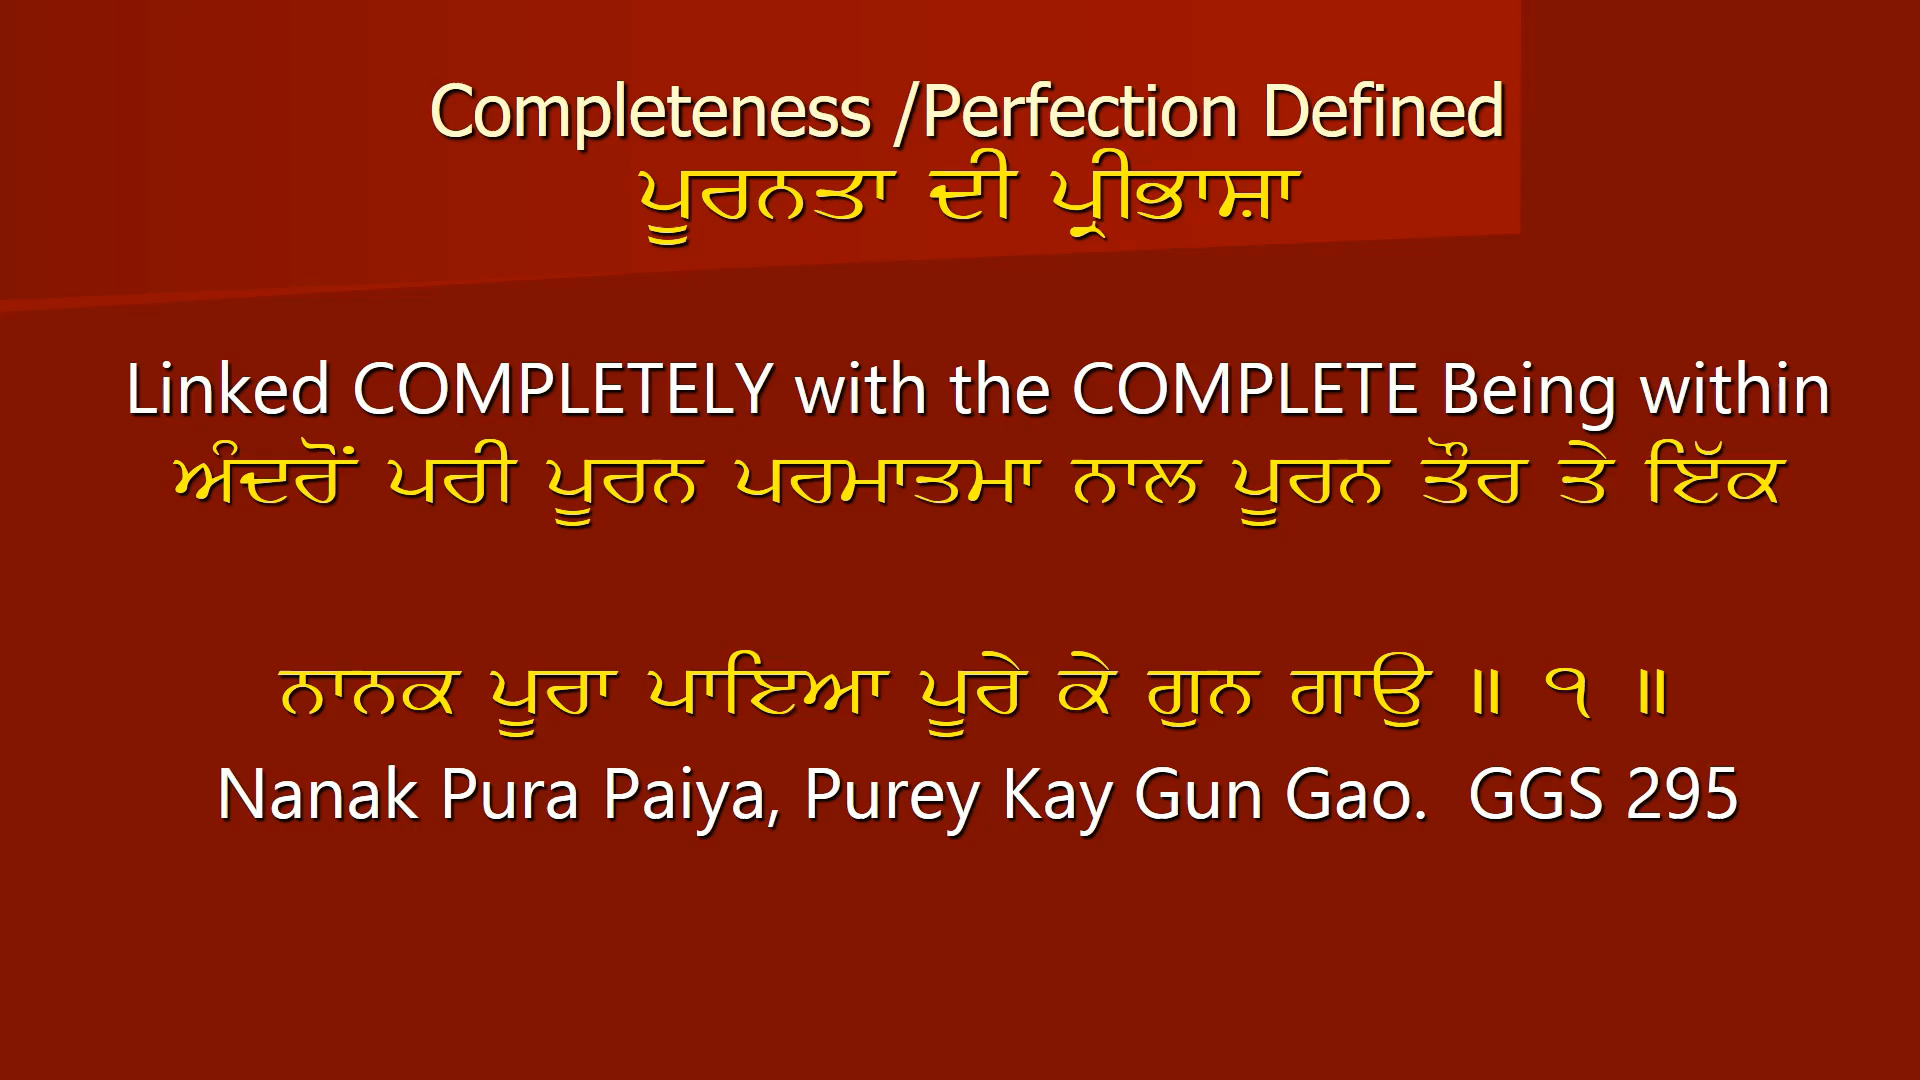 Completeness /Perfection Defined
ਪੂਰਨਤਾ ਦੀ ਪ੍ਰੀਭਾਸ਼ਾ
Linked COMPLETELY with the COMPLETE Being within
ਅੰਦਰੋਂ ਪਰੀ ਪੂਰਨ ਪਰਮਾਤਮਾ ਨਾਲ ਪੂਰਨ ਤੌਰ ਤੇ ਇੱਕ
ਨਾਨਕ ਪੂਰਾ ਪਾਇਆ ਪੂਰੇ ਕੇ ਗੁਨ ਗਾਉ ॥ ੧ ॥
Nanak Pura Paiya, Purey Kay Gun Gao.  GGS 295